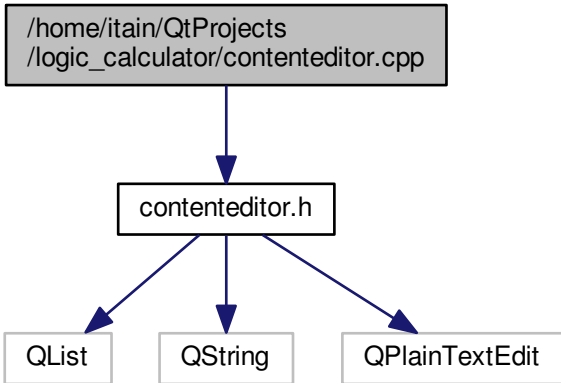 /home/itain/QtProjects
/logic_calculator/contenteditor.cpp
contenteditor.h
QList
QString
QPlainTextEdit